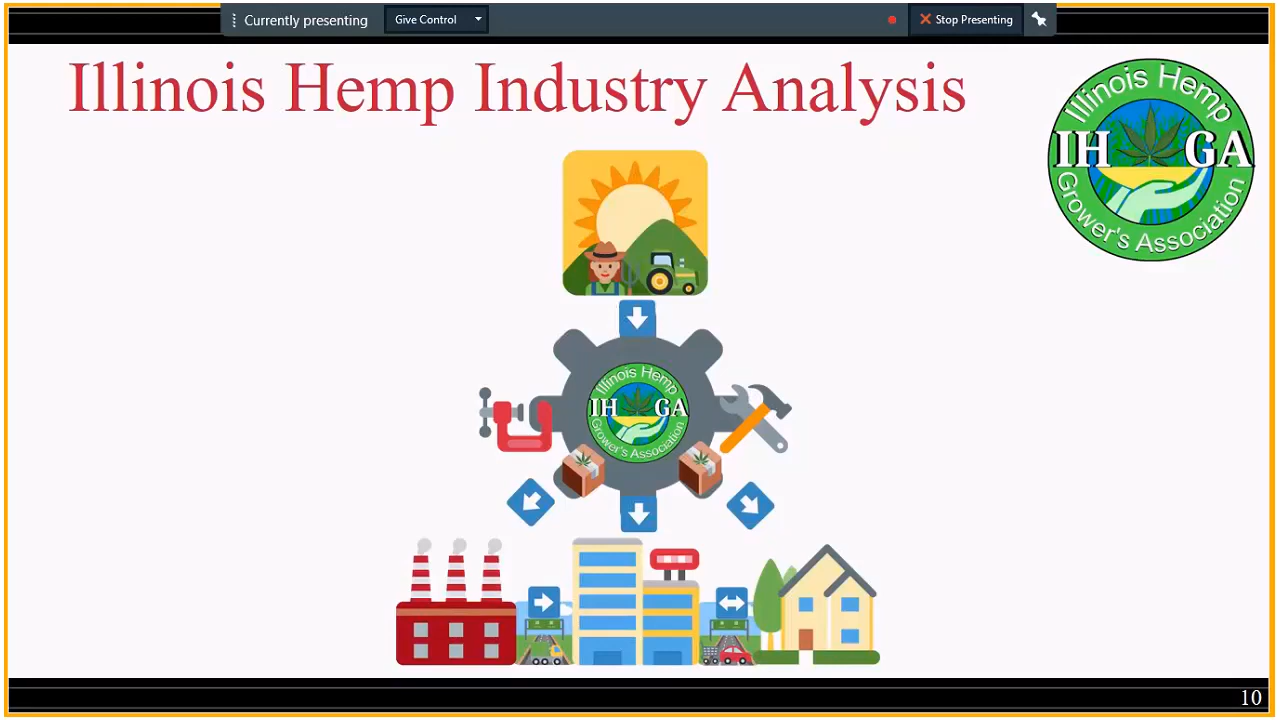 Currently presenting
Give Control
Stop Presenting
Illinois Hemp Industry Analysis
Illinois Hemp
IH GA
Grower's Association
Illinois Hemp
IH GA
Grower's Association
10